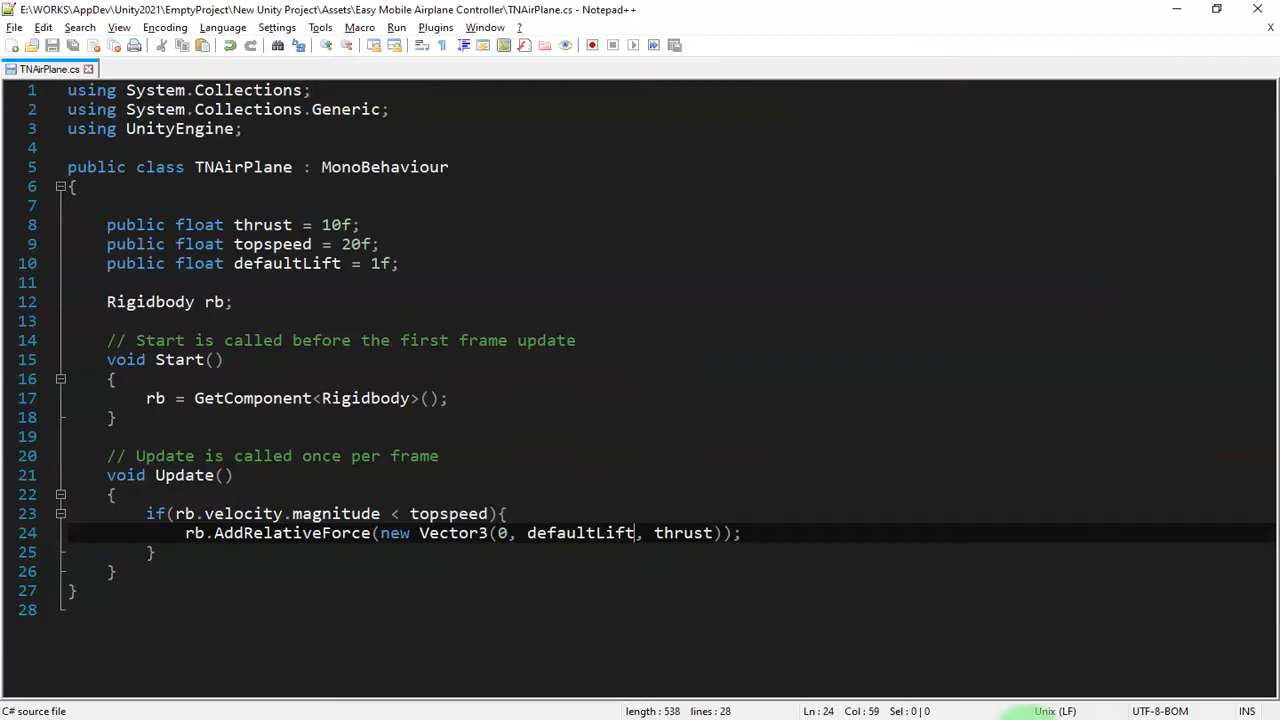 E:\WORKS\AppDev\Unity2021\EmptyProject\New Unity Project\Assets\Easy Mobile Airplane Controller\TNAirPlane.cs - Notepad++
File Edit Search View Encoding Language Settings Tools Macro Run Plugins Window ? X
TNAirPlane.cs
1 using System.Collections;
2 using System.Collections.Generic;
3 using UnityEngine;
4
5 public class TNAirPlane : MonoBehaviour
6 {
7
8 public float thrust = 10f;
9 public float topspeed = 20f;
10 public float defaultLift = 1f;
11
12 Rigidbody rb;
13
14 // Start is called before the first frame update
15 void Start()
16 {
17 rb = GetComponent<Rigidbody>();
18 }
19
20 // Update is called once per frame
21 void Update()
22 {
23 if(rb.velocity.magnitude < topspeed){
24 rb.AddRelativeForce(new Vector3(0, defaultLift, thrust));
25 }
26 }
27 }
28
C# source file length : 538 lines : 28 Ln : 24 Col : 59 Sel : 0 | 0 Unix (LF) UTF-8-BOM INS